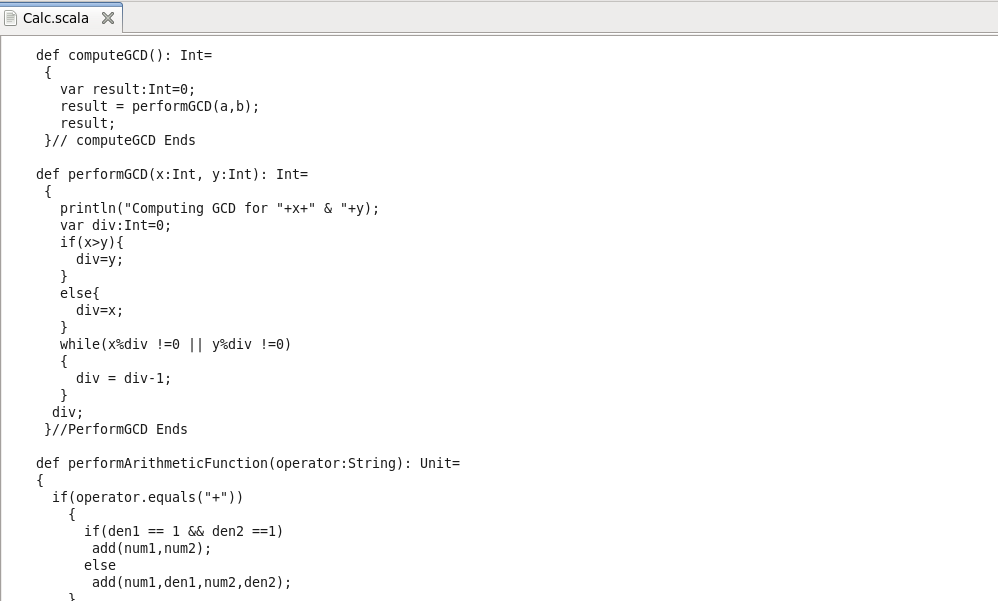 Calc.scala
def computeGCD(): Int=
{
var result:Int=0;
result = performGCD(a,b);
result;
}// computeGCD Ends
def performGCD(x:Int, y:Int): Int=
{
println("Computing GCD for "+x+" & "+y);
var div:Int=0;
if(x>y){
div=y;
}
else{
div=x;
}
while(x%div !=0 || y%div !=0)
{
div = div-1;
}
div;
}//PerformGCD Ends
def performArithmeticFunction(operator:String): Unit=
{
if(operator.equals("+"))
{
if(den1 == 1 && den2 ==1)
add(num1,num2);
else
add(num1,den1,num2,den2);
}